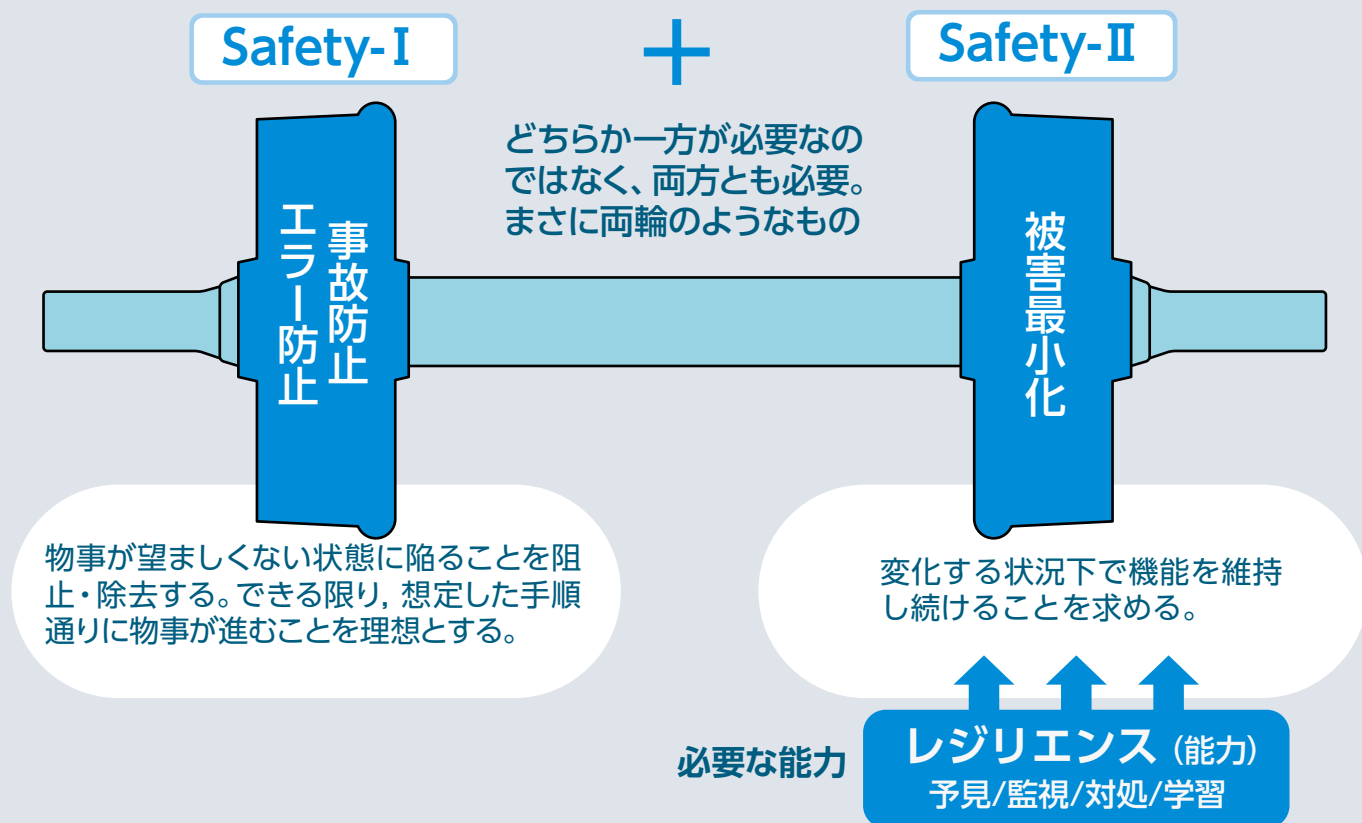 Safety-Ⅰ
+
Safety-Ⅱ
どちらか一方が必要なの
ではなく、両方とも必要。
まさに両輪のようなもの
事故防止
エラー防止
被害最小化
物事が望ましくない状態に陥ることを阻
止・除去する。できる限り, 想定した手順
通りに物事が進むことを理想とする。
変化する状況下で機能を維持
し続けることを求める。
必要な能力
レジリエンス（能力）
予見/監視/対処/学習